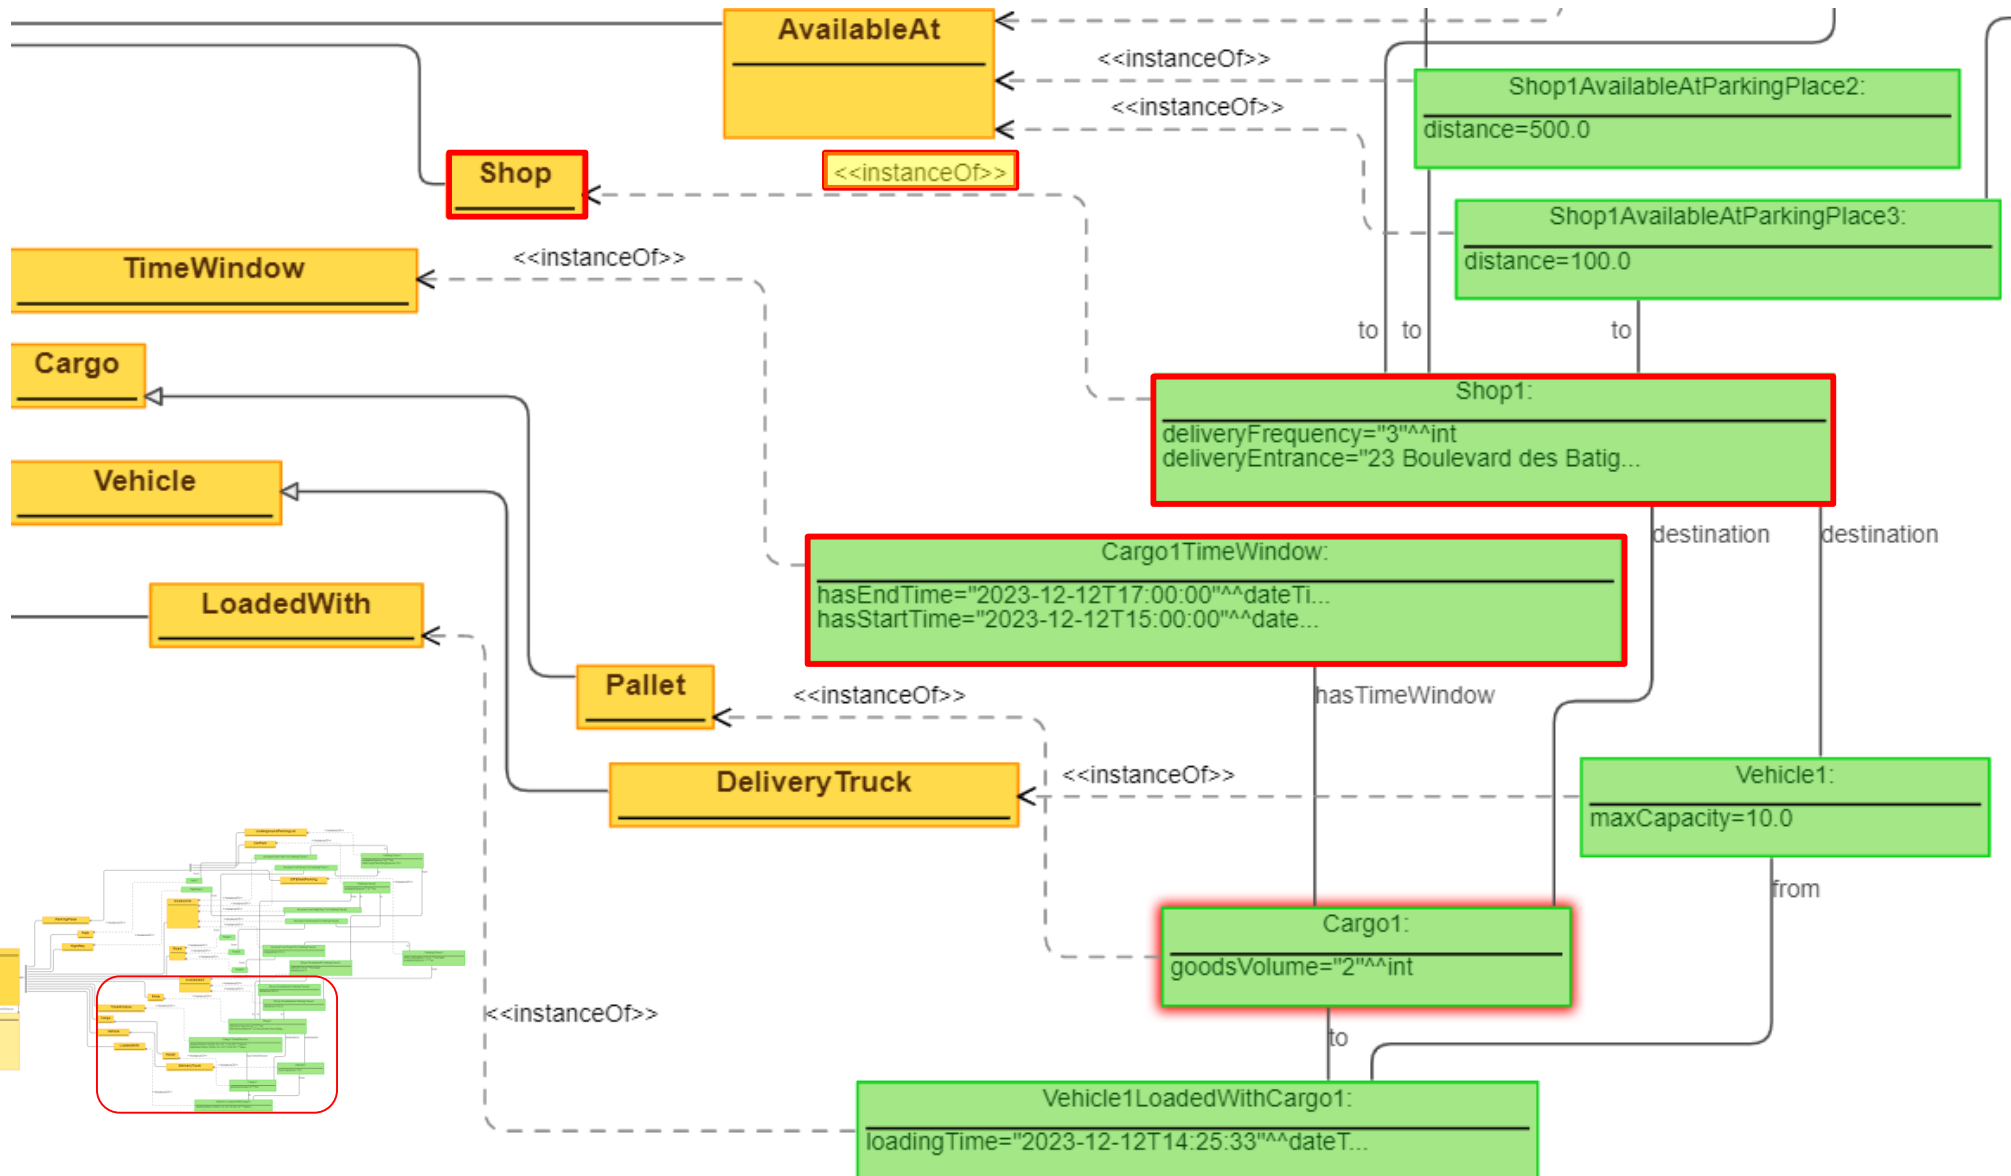 AvailableAt
<<instanceOf>>
Shop1AvailableAtParkingPlace2:
distance=500.0
<<instanceOf>>
Shop
<<instanceOf>>
Shop1AvailableAtParkingPlace3:
distance=100.0
TimeWindow
<<instanceOf>>
to
to
to
Cargo
Shop1:
deliveryFrequency="3"^^int
deliveryEntrance="23 Boulevard des Batig...
Vehicle
destination
destination
Cargo1TimeWindow:
hasEndTime="2023-12-12T17:00:00"^^dateTi...
hasStartTime="2023-12-12T15:00:00"^^date...
LoadedWith
Pallet
<<instanceOf>>
hasTimeWindow
DeliveryTruck
<<instanceOf>>
Vehicle1:
maxCapacity=10.0
from
Cargo1:
goodsVolume="2"^^int
<<instanceOf>>
to
Vehicle1LoadedWithCargo1:
loadingTime="2023-12-12T14:25:33"^^dateT...